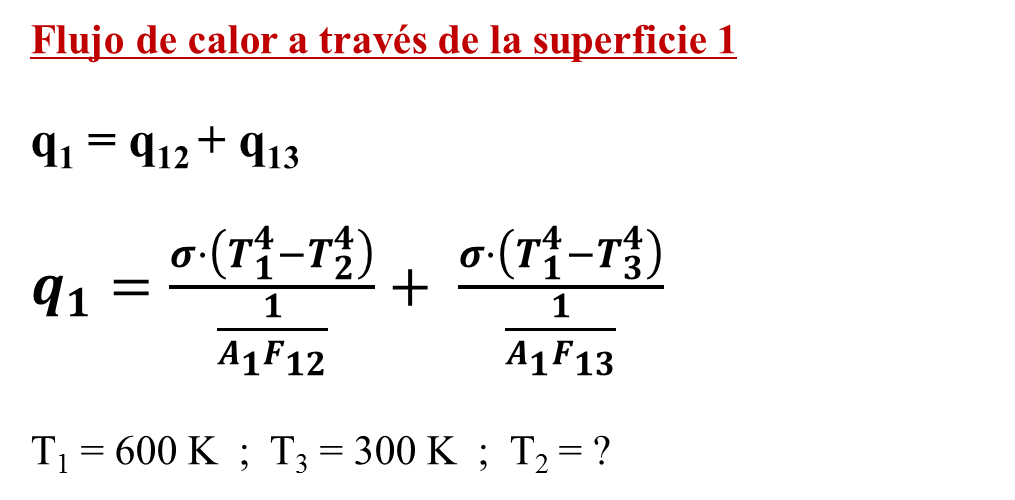 Flujo de calor a través de la superficie 1
q₁ = q₁₂ + q₁₃
𝒒₁ = σ·(T₁⁴−T₂⁴) / (1 / (A₁F₁₂)) + σ·(T₁⁴−T₃⁴) / (1 / (A₁F₁₃))
T₁ = 600 K ; T₃ = 300 K ; T₂ = ?